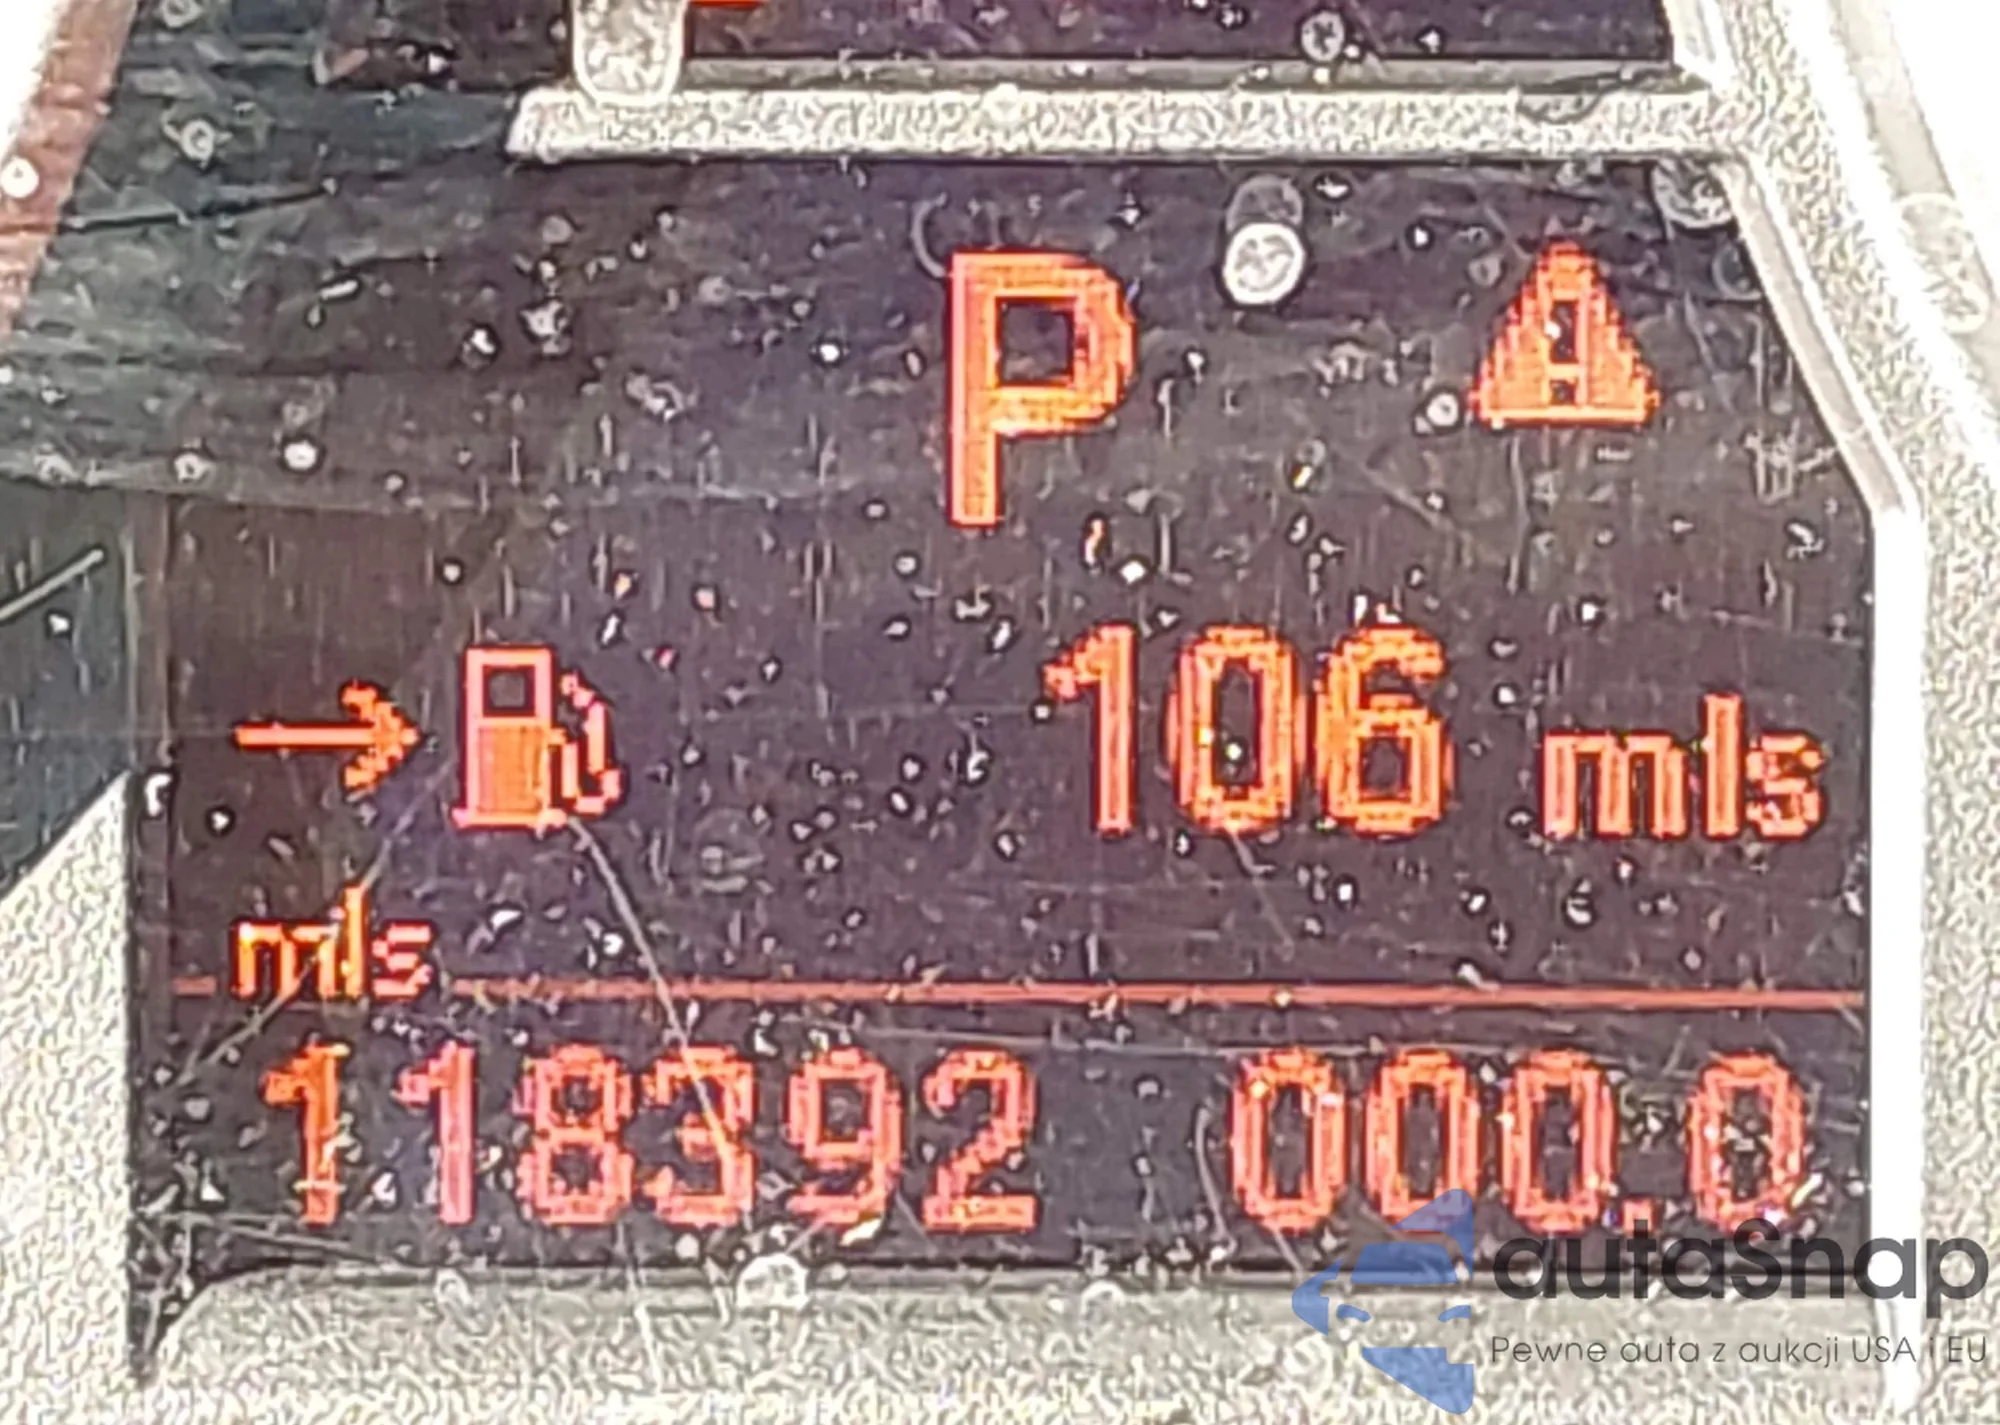 P
106 mls
mls
118392 000.0
autaSnap
Pewne auta z aukcji USA i EU